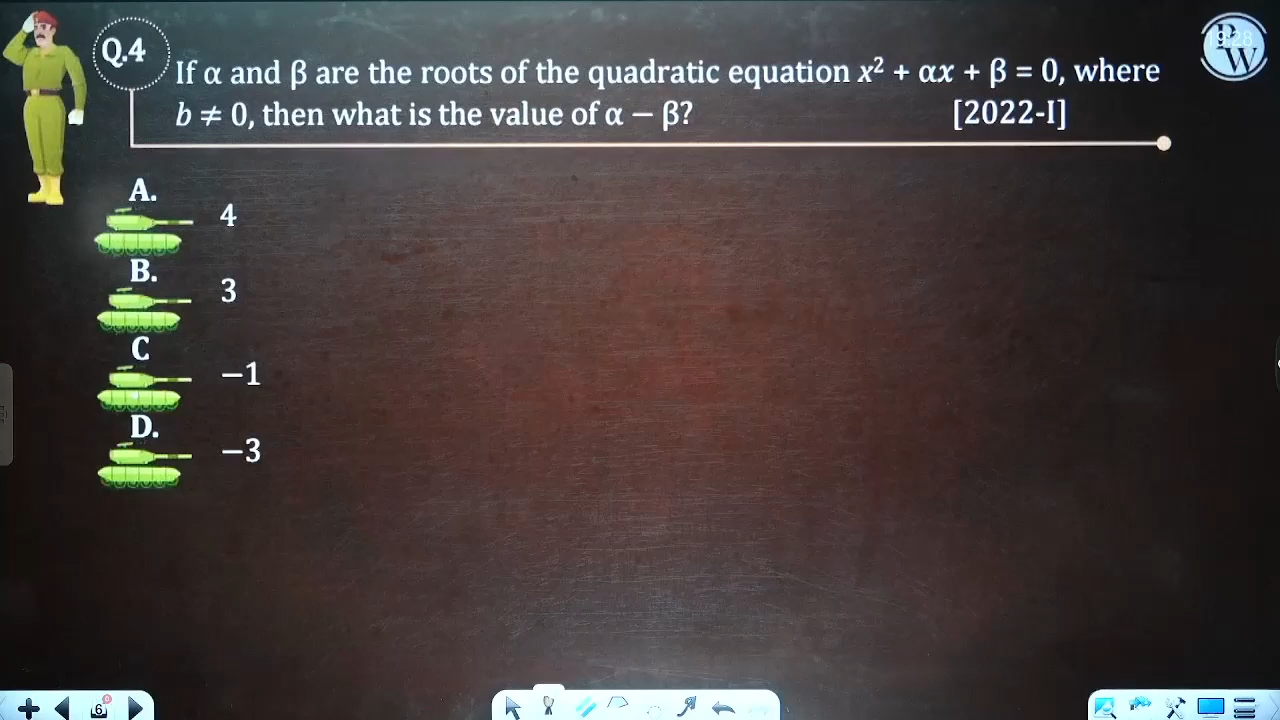 Q.4
If α and β are the roots of the quadratic equation x² + αx + β = 0, where
b ≠ 0, then what is the value of α − β? [2022-I]
A.
4
B.
3
C
−1
D.
−3
6